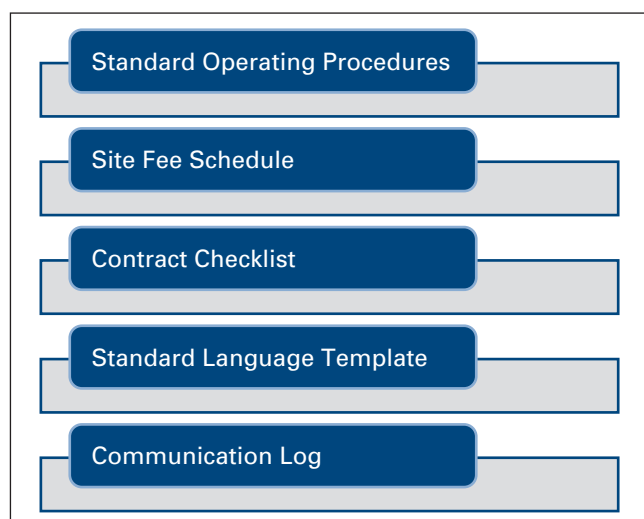 Standard Operating Procedures
Site Fee Schedule
Contract Checklist
Standard Language Template
Communication Log